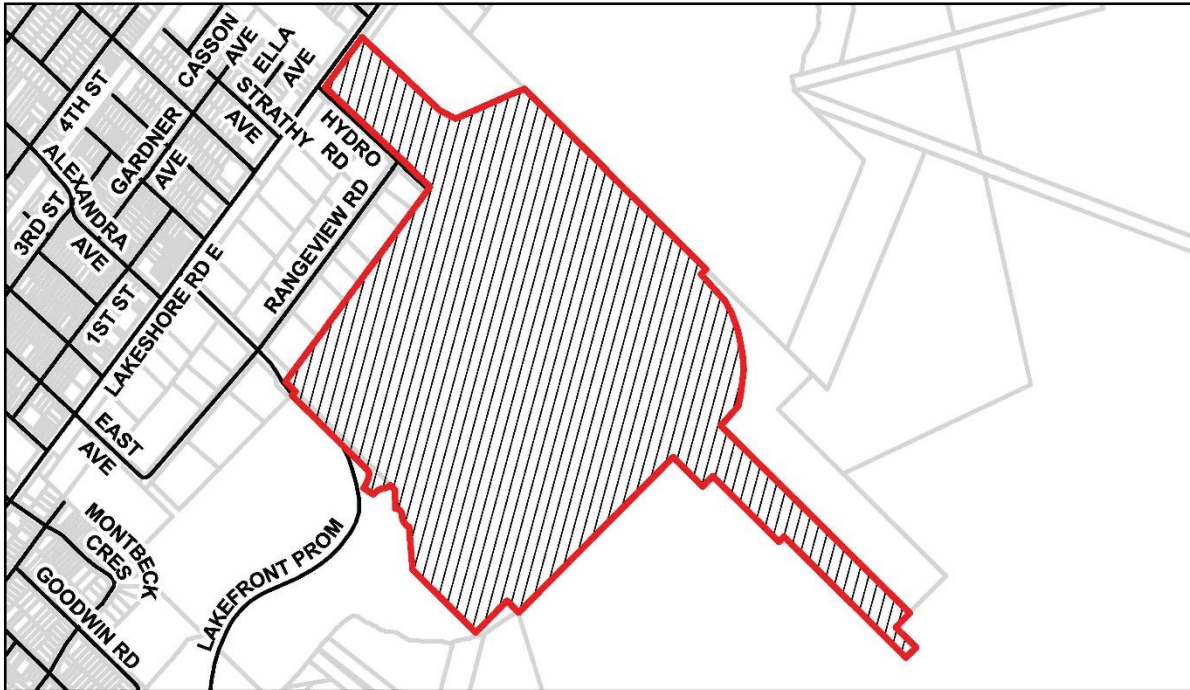 CASSON
AVE
ELLA
AVE
4TH ST
STRATHY
AVE
HYDRO
RD
GARDNER
AVE
ALEXANDRA
AVE
3RD ST
RANGEVIEW RD
LAKESHORE RD E
1ST ST
EAST
AVE
MONTBECK
CRES
LAKEFRONT PROM
GOODWIN RD